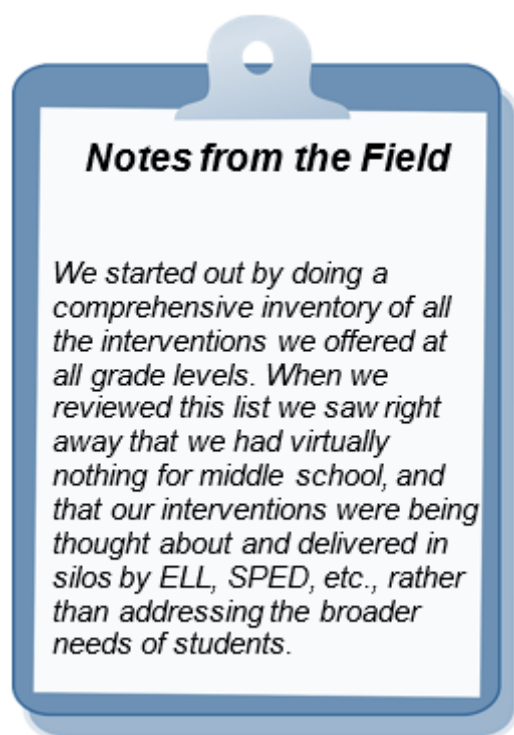 Notes from the Field
We started out by doing a
comprehensive inventory of all
the interventions we offered at
all grade levels. When we
reviewed this list we saw right
away that we had virtually
nothing for middle school, and
that our interventions were being
thought about and delivered in
silos by ELL, SPED, etc., rather
than addressing the broader
needs of students.